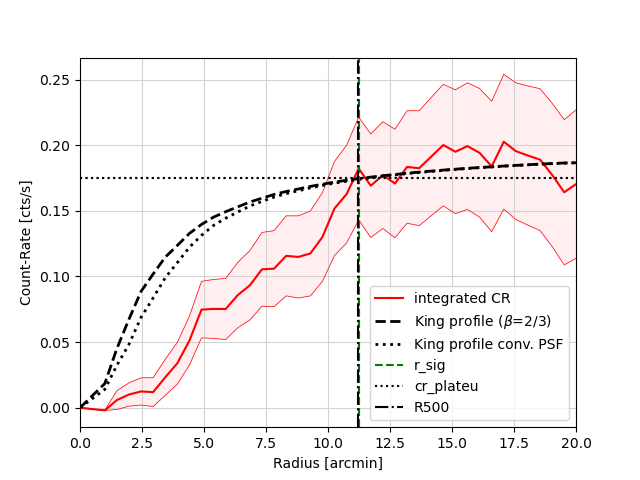 0.25
0.20
0.15
0.10
0.05
0.00
Count-Rate [cts/s]
integrated CR
King profile (β=2/3)
King profile conv. PSF
r_sig
cr_plateu
R500
0.0 2.5 5.0 7.5 10.0 12.5 15.0 17.5 20.0
Radius [arcmin]